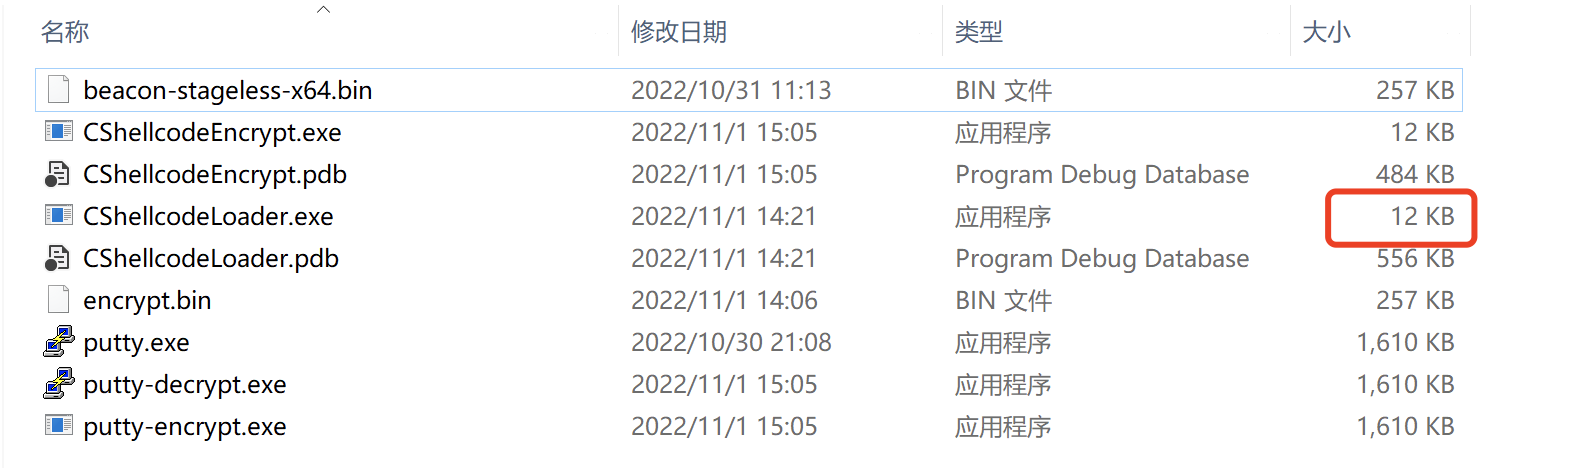 名称 修改日期 类型 大小
beacon-stageless-x64.bin 2022/10/31 11:13 BIN 文件 257 KB
CShellcodeEncrypt.exe 2022/11/1 15:05 应用程序 12 KB
CShellcodeEncrypt.pdb 2022/11/1 15:05 Program Debug Database 484 KB
CShellcodeLoader.exe 2022/11/1 14:21 应用程序 12 KB
CShellcodeLoader.pdb 2022/11/1 14:21 Program Debug Database 556 KB
encrypt.bin 2022/11/1 14:06 BIN 文件 257 KB
putty.exe 2022/10/30 21:08 应用程序 1,610 KB
putty-decrypt.exe 2022/11/1 15:05 应用程序 1,610 KB
putty-encrypt.exe 2022/11/1 15:05 应用程序 1,610 KB